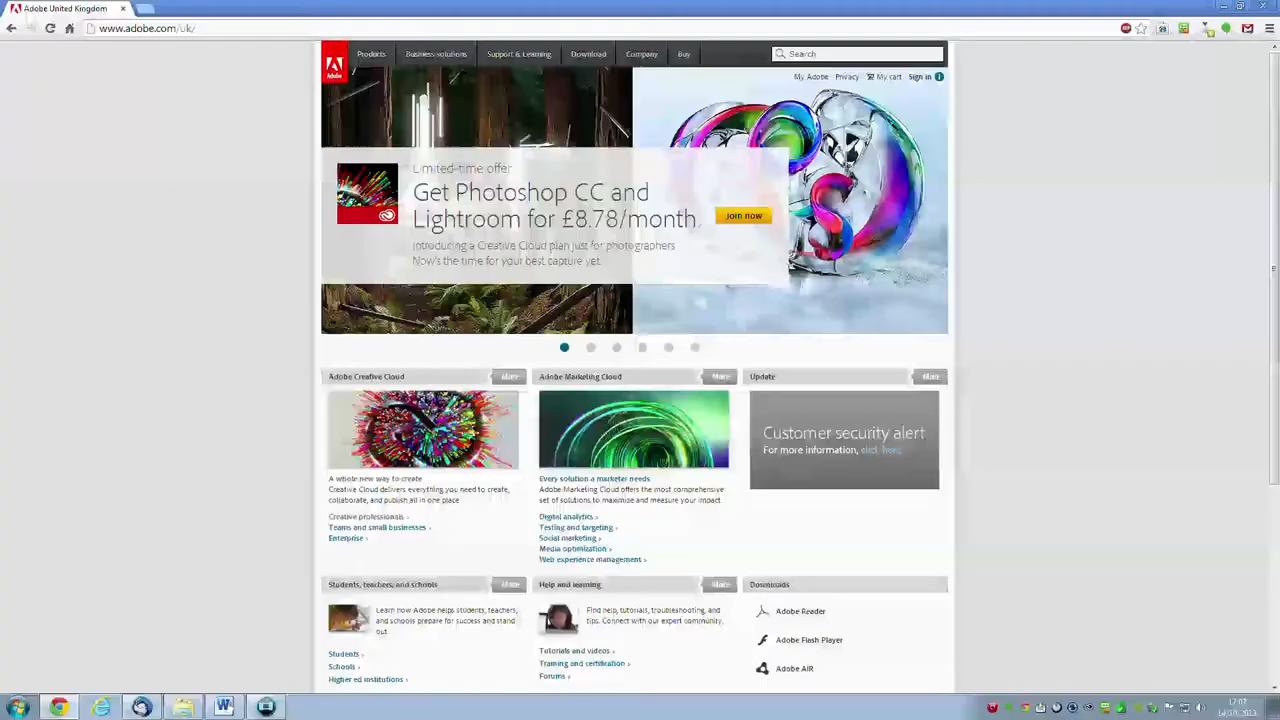 Adobe United Kingdom
www.adobe.com/uk/
Products
Business solutions
Support & Learning
Download
Company
Buy
Search
Adobe
My Adobe
Privacy
My cart
Sign in
Limited-time offer
Get Photoshop CC and
Lightroom for £8.78/month.
Join now
Introducing a Creative Cloud plan just for photographers
Now's the time for your best capture yet.
Adobe Creative Cloud
More
Adobe Marketing Cloud
More
Update
More
Customer security alert
For more information, click here
A whole new way to create
Creative Cloud delivers everything you need to create,
collaborate, and publish all in one place
Creative professionals ›
Teams and small businesses ›
Enterprise ›
Every solution a marketer needs
Adobe Marketing Cloud offers the most comprehensive
set of solutions to maximize and measure your impact.
Digital analytics ›
Testing and targeting ›
Social marketing ›
Media optimization ›
Web experience management ›
Students, teachers, and schools
More
Help and learning
More
Downloads
Learn how Adobe helps students, teachers,
and schools prepare for success and stand
out.
Students ›
Schools ›
Higher ed institutions ›
Find help, tutorials, troubleshooting, and
tips. Connect with our expert community.
Tutorials and videos ›
Training and certification ›
Forums ›
Adobe Reader
Adobe Flash Player
Adobe AIR